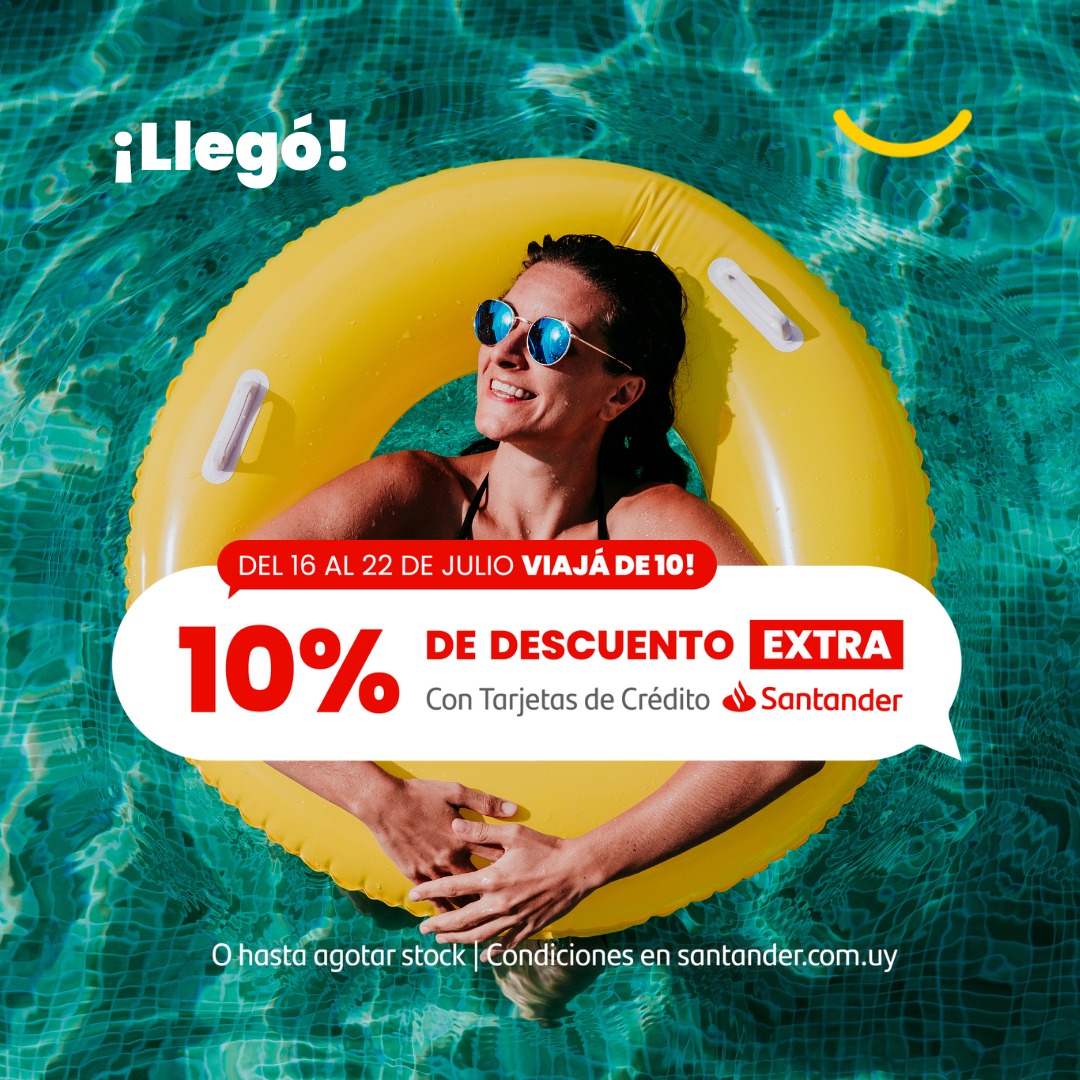 ¡Llegó!
DEL 16 AL 22 DE JULIO VIAJÁ DE 10!
10% DE DESCUENTO EXTRA
Con Tarjetas de Crédito Santander
O hasta agotar stock | Condiciones en santander.com.uy